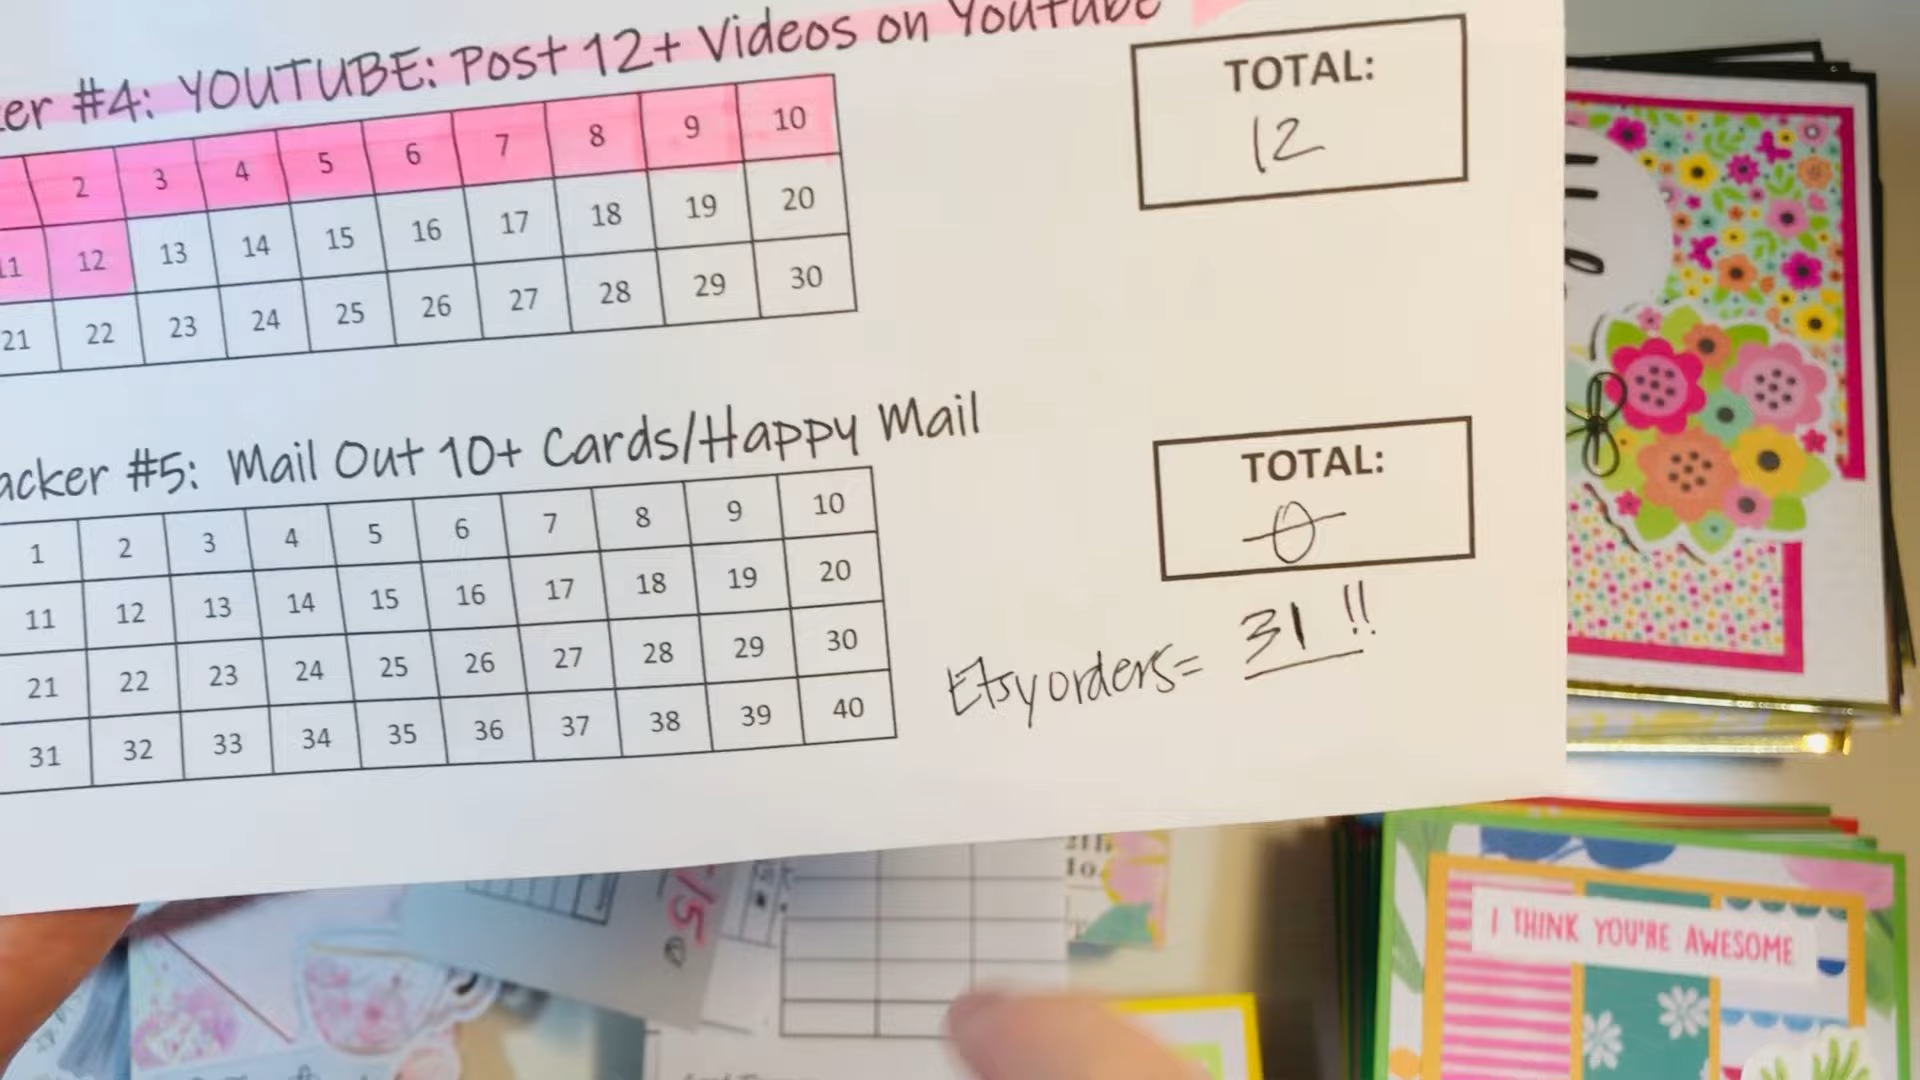 er #4: YOUTUBE: Post 12+ Videos on Youtube
TOTAL:
12
2 3 4 5 6 7 8 9 10
11 12 13 14 15 16 17 18 19 20
21 22 23 24 25 26 27 28 29 30
acker #5: Mail Out 10+ Cards/Happy Mail
TOTAL:
0
1 2 3 4 5 6 7 8 9 10
11 12 13 14 15 16 17 18 19 20
21 22 23 24 25 26 27 28 29 30
31 32 33 34 35 36 37 38 39 40
Etsy orders= 31 !!
I THINK YOU'RE AWESOME